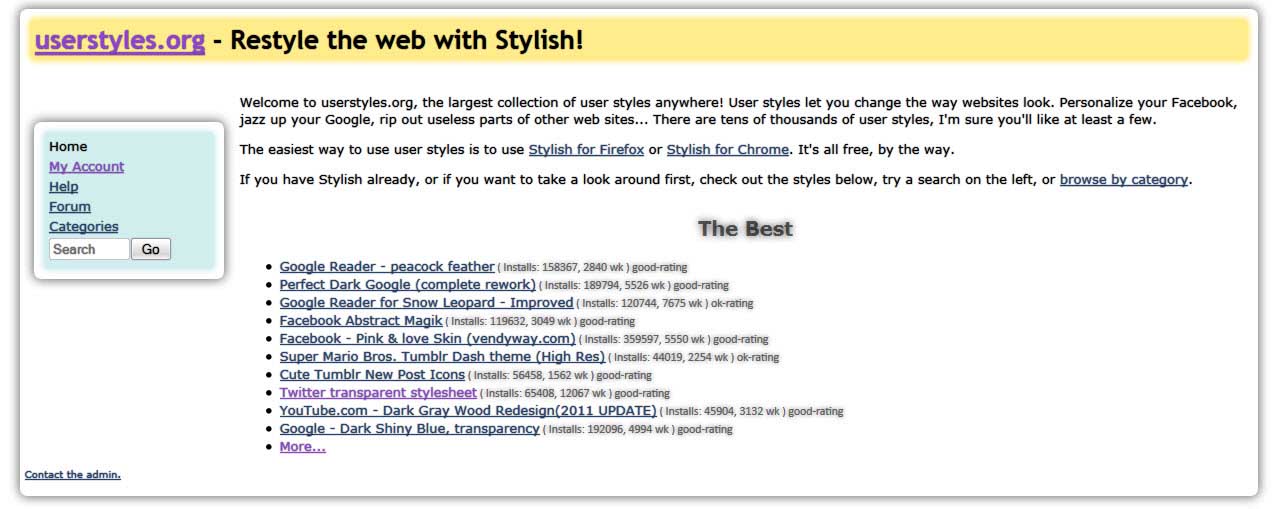 userstyles.org - Restyle the web with Stylish!
Home
My Account
Help
Forum
Categories
Search Go
Welcome to userstyles.org, the largest collection of user styles anywhere! User styles let you change the way websites look. Personalize your Facebook,
jazz up your Google, rip out useless parts of other web sites... There are tens of thousands of user styles, I'm sure you'll like at least a few.
The easiest way to use user styles is to use Stylish for Firefox or Stylish for Chrome. It's all free, by the way.
If you have Stylish already, or if you want to take a look around first, check out the styles below, try a search on the left, or browse by category.
The Best
• Google Reader - peacock feather ( Installs: 158367, 2840 wk ) good-rating
• Perfect Dark Google (complete rework) ( Installs: 189794, 5526 wk ) good-rating
• Google Reader for Snow Leopard - Improved ( Installs: 120744, 7675 wk ) ok-rating
• Facebook Abstract Magik ( Installs: 119632, 3049 wk ) good-rating
• Facebook - Pink & love Skin (vendyway.com) ( Installs: 359597, 5550 wk ) good-rating
• Super Mario Bros. Tumblr Dash theme (High Res) ( Installs: 44019, 2254 wk ) ok-rating
• Cute Tumblr New Post Icons ( Installs: 56458, 1562 wk ) good-rating
• Twitter transparent stylesheet ( Installs: 65408, 12067 wk ) good-rating
• YouTube.com - Dark Gray Wood Redesign(2011 UPDATE) ( Installs: 45904, 3132 wk ) good-rating
• Google - Dark Shiny Blue, transparency ( Installs: 192096, 4994 wk ) good-rating
• More...
Contact the admin.